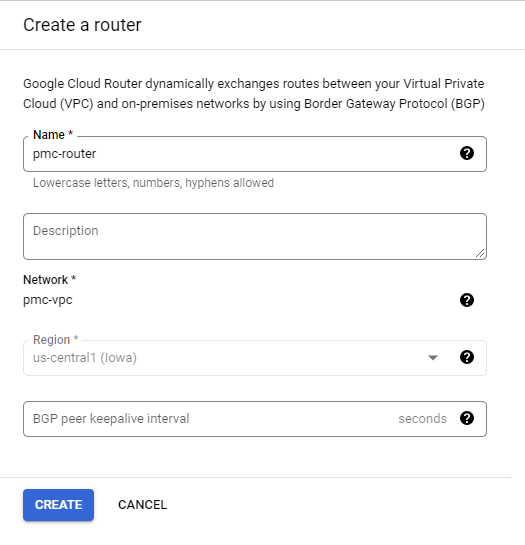 Create a router
Google Cloud Router dynamically exchanges routes between your Virtual Private
Cloud (VPC) and on-premises networks by using Border Gateway Protocol (BGP)
Name *
pmc-router
Lowercase letters, numbers, hyphens allowed
Description
Network *
pmc-vpc
Region *
us-central1 (Iowa)
BGP peer keepalive interval seconds
CREATE CANCEL